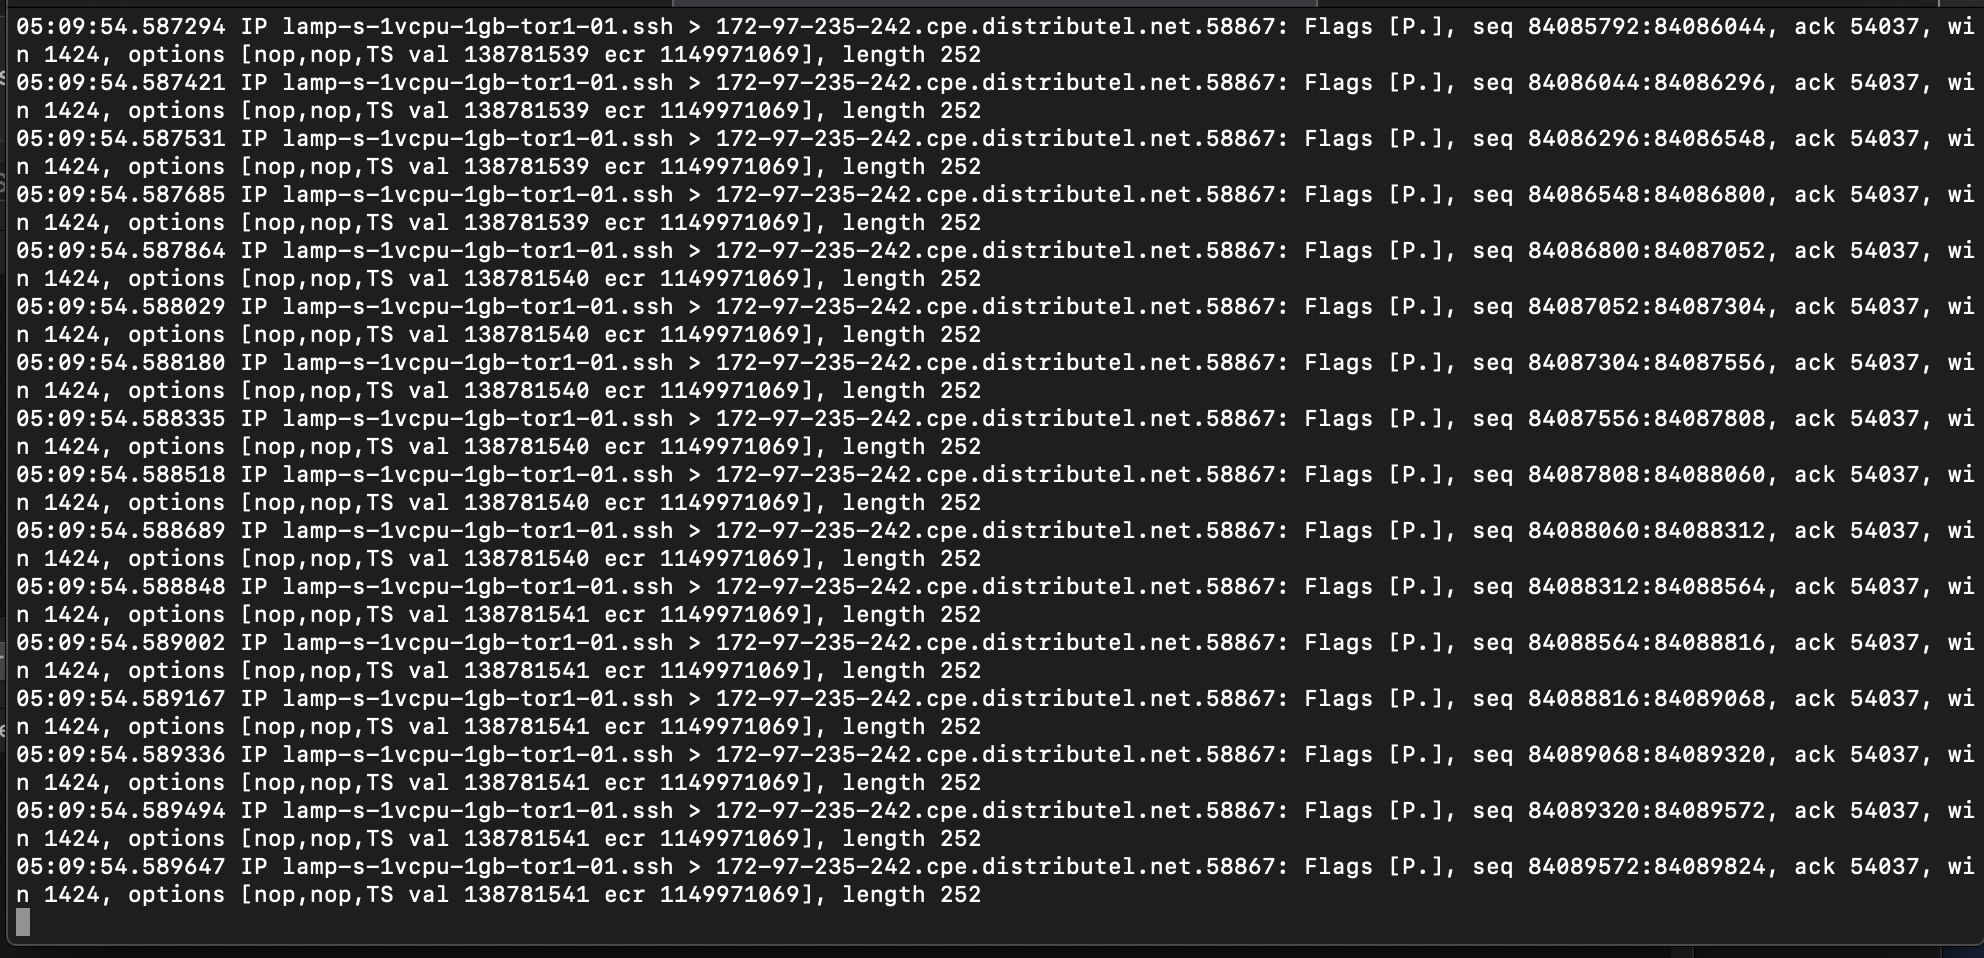 05:09:54.587294 IP lamp-s-1vcpu-1gb-tor1-01.ssh > 172-97-235-242.cpe.distributel.net.58867: Flags [P.], seq 84085792:84086044, ack 54037, wi
n 1424, options [nop,nop,TS val 138781539 ecr 1149971069], length 252
05:09:54.587421 IP lamp-s-1vcpu-1gb-tor1-01.ssh > 172-97-235-242.cpe.distributel.net.58867: Flags [P.], seq 84086044:84086296, ack 54037, wi
n 1424, options [nop,nop,TS val 138781539 ecr 1149971069], length 252
05:09:54.587531 IP lamp-s-1vcpu-1gb-tor1-01.ssh > 172-97-235-242.cpe.distributel.net.58867: Flags [P.], seq 84086296:84086548, ack 54037, wi
n 1424, options [nop,nop,TS val 138781539 ecr 1149971069], length 252
05:09:54.587685 IP lamp-s-1vcpu-1gb-tor1-01.ssh > 172-97-235-242.cpe.distributel.net.58867: Flags [P.], seq 84086548:84086800, ack 54037, wi
n 1424, options [nop,nop,TS val 138781539 ecr 1149971069], length 252
05:09:54.587864 IP lamp-s-1vcpu-1gb-tor1-01.ssh > 172-97-235-242.cpe.distributel.net.58867: Flags [P.], seq 84086800:84087052, ack 54037, wi
n 1424, options [nop,nop,TS val 138781540 ecr 1149971069], length 252
05:09:54.588029 IP lamp-s-1vcpu-1gb-tor1-01.ssh > 172-97-235-242.cpe.distributel.net.58867: Flags [P.], seq 84087052:84087304, ack 54037, wi
n 1424, options [nop,nop,TS val 138781540 ecr 1149971069], length 252
05:09:54.588180 IP lamp-s-1vcpu-1gb-tor1-01.ssh > 172-97-235-242.cpe.distributel.net.58867: Flags [P.], seq 84087304:84087556, ack 54037, wi
n 1424, options [nop,nop,TS val 138781540 ecr 1149971069], length 252
05:09:54.588335 IP lamp-s-1vcpu-1gb-tor1-01.ssh > 172-97-235-242.cpe.distributel.net.58867: Flags [P.], seq 84087556:84087808, ack 54037, wi
n 1424, options [nop,nop,TS val 138781540 ecr 1149971069], length 252
05:09:54.588518 IP lamp-s-1vcpu-1gb-tor1-01.ssh > 172-97-235-242.cpe.distributel.net.58867: Flags [P.], seq 84087808:84088060, ack 54037, wi
n 1424, options [nop,nop,TS val 138781540 ecr 1149971069], length 252
05:09:54.588689 IP lamp-s-1vcpu-1gb-tor1-01.ssh > 172-97-235-242.cpe.distributel.net.58867: Flags [P.], seq 84088060:84088312, ack 54037, wi
n 1424, options [nop,nop,TS val 138781540 ecr 1149971069], length 252
05:09:54.588848 IP lamp-s-1vcpu-1gb-tor1-01.ssh > 172-97-235-242.cpe.distributel.net.58867: Flags [P.], seq 84088312:84088564, ack 54037, wi
n 1424, options [nop,nop,TS val 138781541 ecr 1149971069], length 252
05:09:54.589002 IP lamp-s-1vcpu-1gb-tor1-01.ssh > 172-97-235-242.cpe.distributel.net.58867: Flags [P.], seq 84088564:84088816, ack 54037, wi
n 1424, options [nop,nop,TS val 138781541 ecr 1149971069], length 252
05:09:54.589167 IP lamp-s-1vcpu-1gb-tor1-01.ssh > 172-97-235-242.cpe.distributel.net.58867: Flags [P.], seq 84088816:84089068, ack 54037, wi
n 1424, options [nop,nop,TS val 138781541 ecr 1149971069], length 252
05:09:54.589336 IP lamp-s-1vcpu-1gb-tor1-01.ssh > 172-97-235-242.cpe.distributel.net.58867: Flags [P.], seq 84089068:84089320, ack 54037, wi
n 1424, options [nop,nop,TS val 138781541 ecr 1149971069], length 252
05:09:54.589494 IP lamp-s-1vcpu-1gb-tor1-01.ssh > 172-97-235-242.cpe.distributel.net.58867: Flags [P.], seq 84089320:84089572, ack 54037, wi
n 1424, options [nop,nop,TS val 138781541 ecr 1149971069], length 252
05:09:54.589647 IP lamp-s-1vcpu-1gb-tor1-01.ssh > 172-97-235-242.cpe.distributel.net.58867: Flags [P.], seq 84089572:84089824, ack 54037, wi
n 1424, options [nop,nop,TS val 138781541 ecr 1149971069], length 252